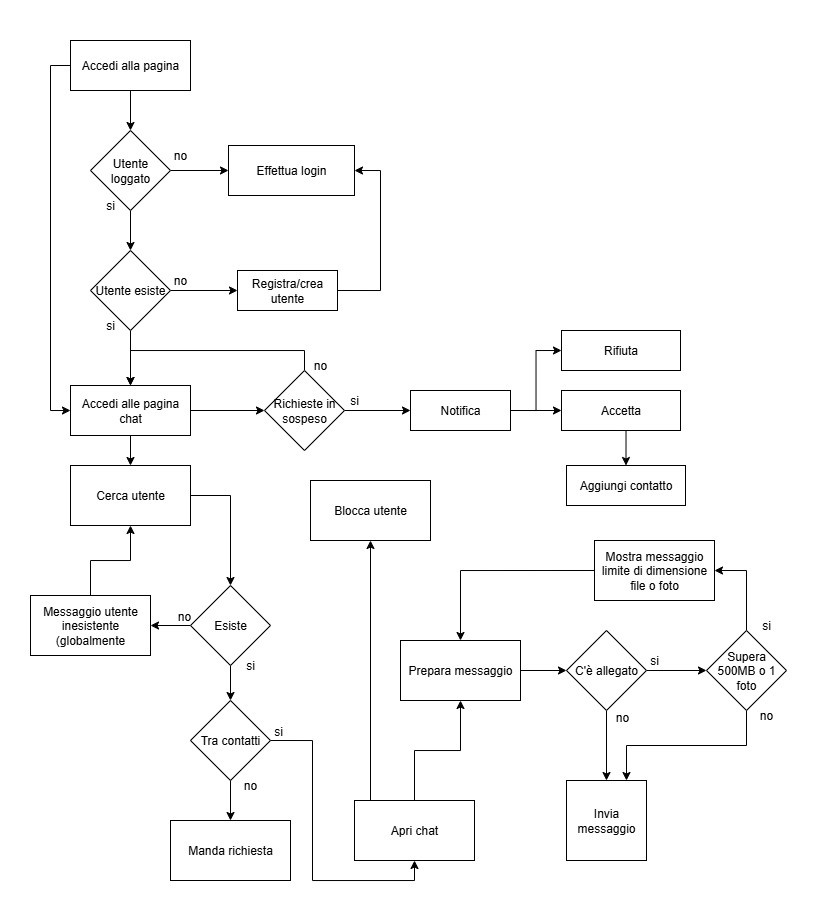 Accedi alla pagina
Utente
loggato
no
Effettua login
si
Utente esiste
no
Registra/crea
utente
si
Accedi alle pagina
chat
Richieste in
sospeso
no
si
Notifica
Rifiuta
Accetta
Aggiungi contatto
Cerca utente
Blocca utente
Messaggio utente
inesistente
(globalmente
no
Esiste
si
Mostra messaggio
limite di dimensione
file o foto
Prepara messaggio
C'è allegato
si
Supera
500MB o 1
foto
si
no
no
Tra contatti
si
no
Manda richiesta
Apri chat
Invia
messaggio